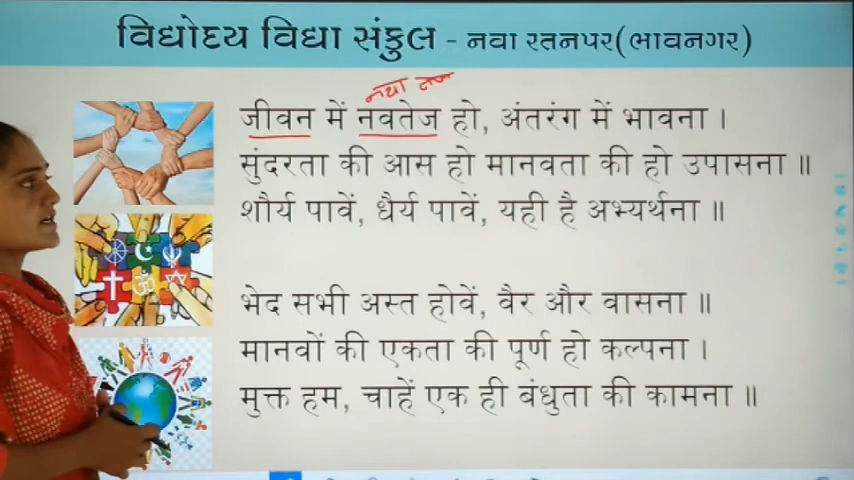 विधोदय विधा संकुल - नवा रतनपर(भावनगर)
नया तेज
जीवन में नवतेज हो, अंतरंग में भावना ।
सुंदरता की आस हो मानवता की हो उपासना ॥
शौर्य पावें, धैर्य पावें, यही है अभ्यर्थना ॥
भेद सभी अस्त होवें, वैर और वासना ॥
मानवों की एकता की पूर्ण हो कल्पना ।
मुक्त हम, चाहें एक ही बंधुता की कामना ॥